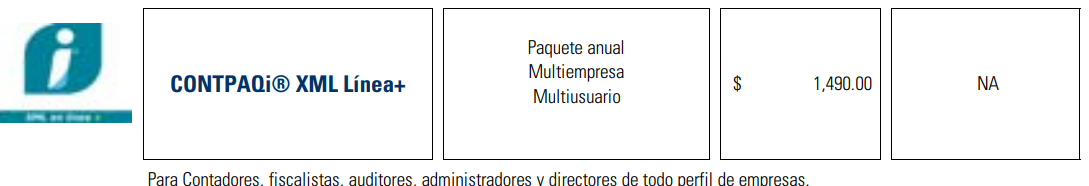 XML en línea +
CONTPAQi® XML Línea+
Paquete anual
Multiempresa
Multiusuario
$ 1,490.00
NA
Para Contadores, fiscalistas, auditores, administradores y directores de todo perfil de empresas.